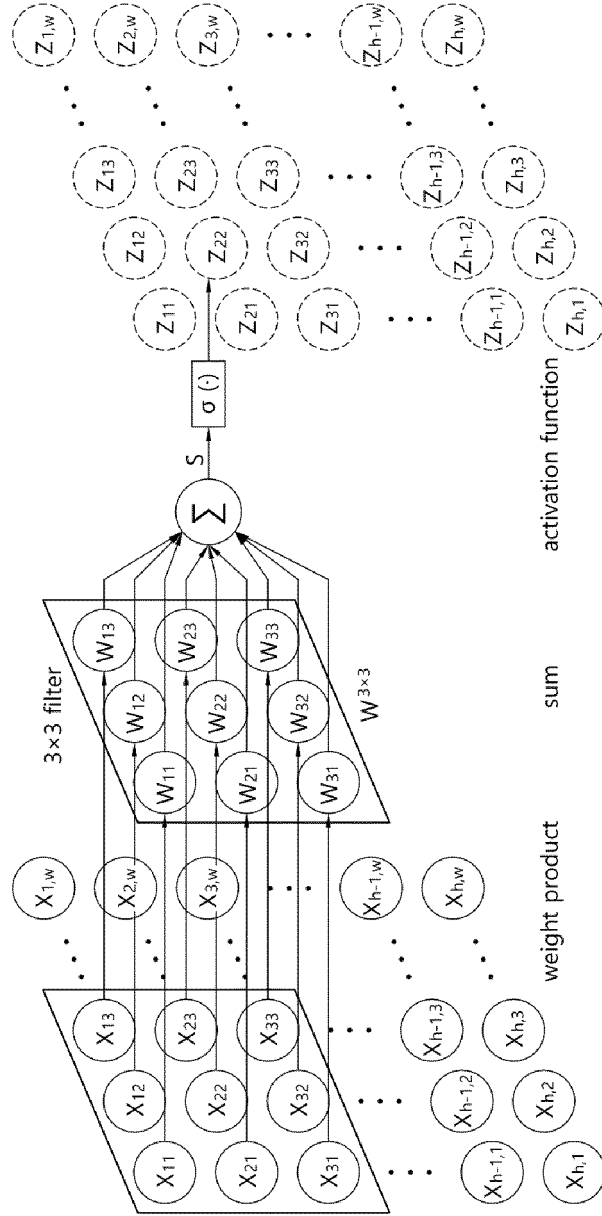 3×3 filter
X11 X12 X13 X1,w
X21 X22 X23 X2,w
X31 X32 X33 X3,w
Xh-1,1 Xh-1,2 Xh-1,3 Xh-1,w
Xh,1 Xh,2 Xh,3 Xh,w
W11 W12 W13
W21 W22 W23
W31 W32 W33
W3×3
Σ
S
σ (·)
Z11 Z12 Z13 Z1,w
Z21 Z22 Z23 Z2,w
Z31 Z32 Z33 Z3,w
Zh-1,1 Zh-1,2 Zh-1,3 Zh-1,w
Zh,1 Zh,2 Zh,3 Zh,w
weight product
sum
activation function